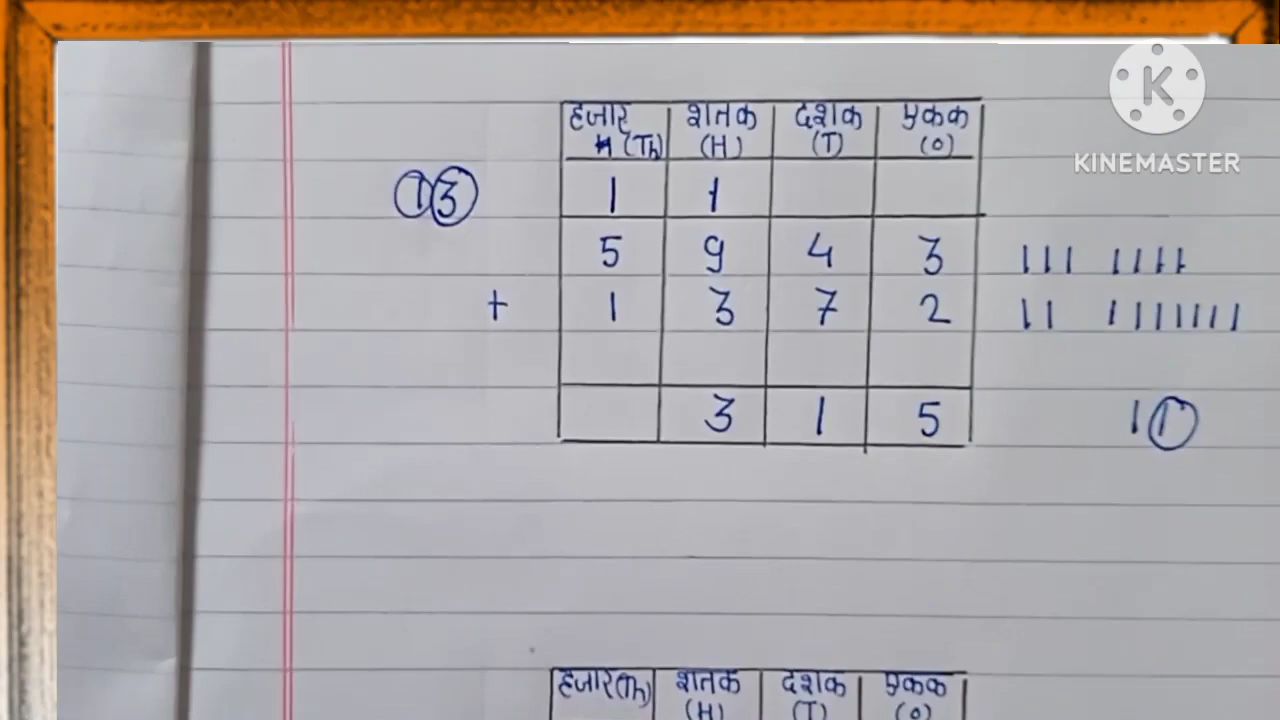 हजार शतक दशक एकक
(Th) (H) (T) (O)
K
KINEMASTER
13 1 1
5 9 4 3 ||| ||||
+ 1 3 7 2 || |||||||
3 1 5 11
हजार(Th) शतक दशक एकक
(H) (T) (O)